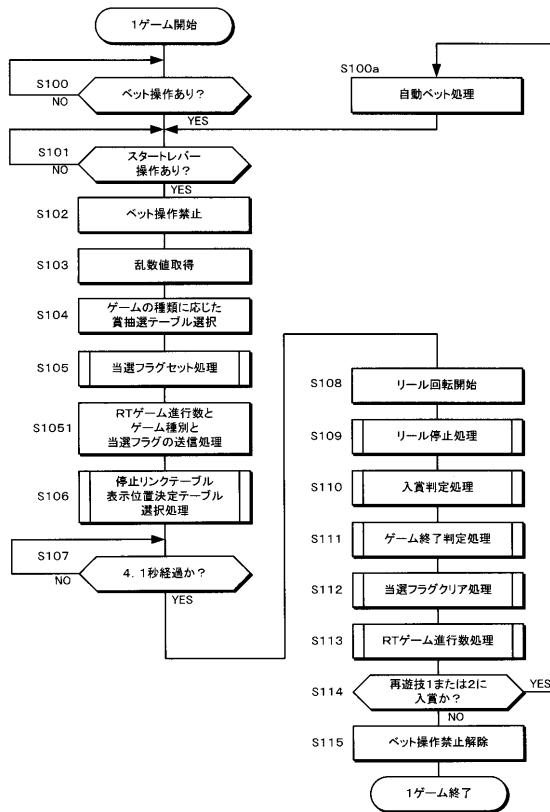 1ゲーム開始
S100
ベット操作あり？
NO
YES
S100a
自動ベット処理
S101
スタートレバー
操作あり？
NO
YES
S102
ベット操作禁止
S103
乱数値取得
S104
ゲームの種類に応じた
賞抽選テーブル選択
S105
当選フラグセット処理
S1051
RTゲーム進行数と
ゲーム種別と
当選フラグの送信処理
S106
停止リンクテーブル
表示位置決定テーブル
選択処理
S107
4．1秒経過か？
NO
YES
S108
リール回転開始
S109
リール停止処理
S110
入賞判定処理
S111
ゲーム終了判定処理
S112
当選フラグクリア処理
S113
RTゲーム進行数処理
S114
再遊技1または2に
入賞か？
YES
NO
S115
ベット操作禁止解除
1ゲーム終了